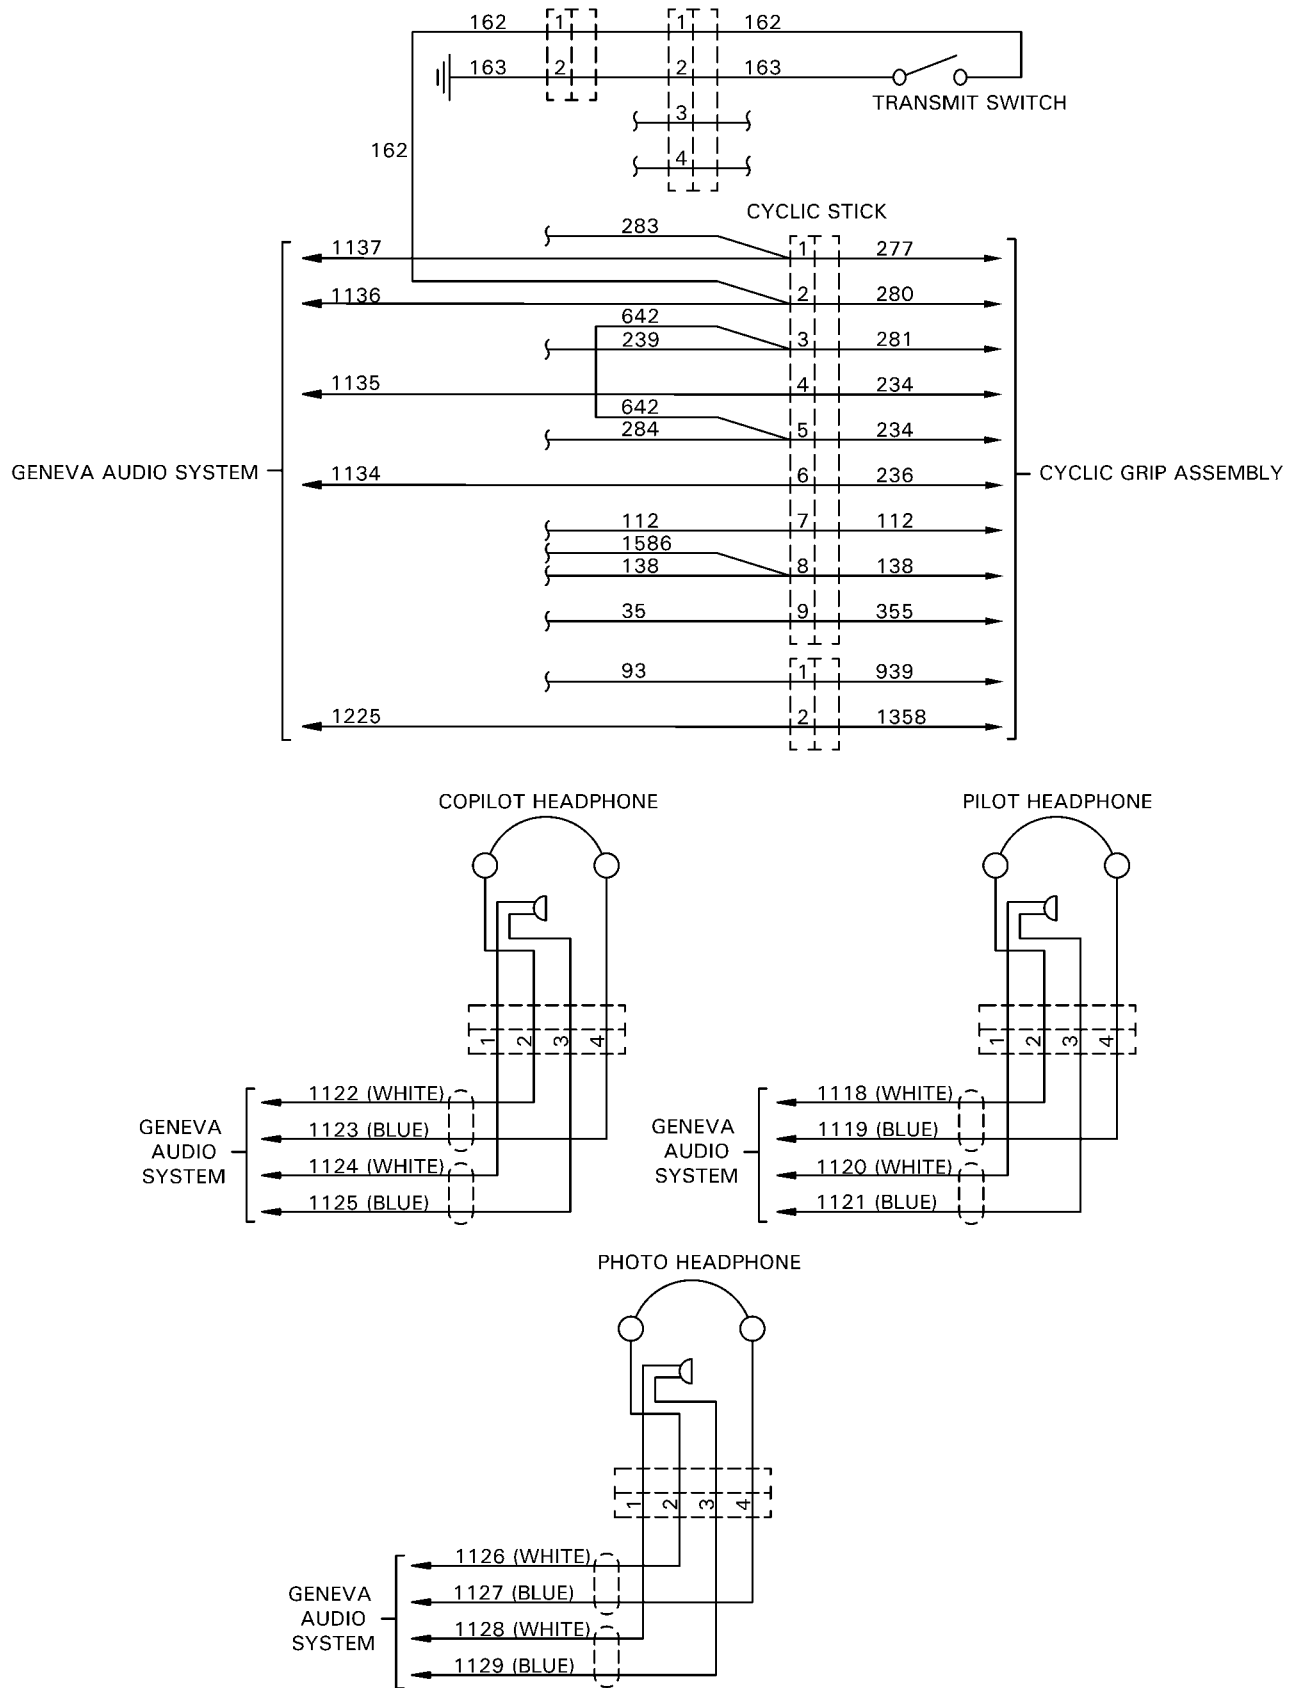 162 1 1 162
163 2 2 163
TRANSMIT SWITCH
3
162
4
CYCLIC STICK
283
1137 1 277
1136 2 280
642
239 3 281
1135 4 234
642
284 5 234
GENEVA AUDIO SYSTEM
1134 6 236
CYCLIC GRIP ASSEMBLY
112 7 112
1586
138 8 138
35 9 355
93 1 939
1225 2 1358
COPILOT HEADPHONE
1 2 3 4
1122 (WHITE)
1123 (BLUE)
1124 (WHITE)
1125 (BLUE)
GENEVA
AUDIO
SYSTEM
PILOT HEADPHONE
1 2 3 4
1118 (WHITE)
1119 (BLUE)
1120 (WHITE)
1121 (BLUE)
GENEVA
AUDIO
SYSTEM
PHOTO HEADPHONE
1 2 3 4
1126 (WHITE)
1127 (BLUE)
1128 (WHITE)
1129 (BLUE)
GENEVA
AUDIO
SYSTEM